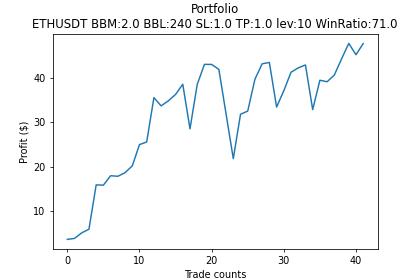 Portfolio
ETHUSDT BBM:2.0 BBL:240 SL:1.0 TP:1.0 lev:10 WinRatio:71.0
Profit ($)
40
30
20
10
0
10
20
30
40
Trade counts